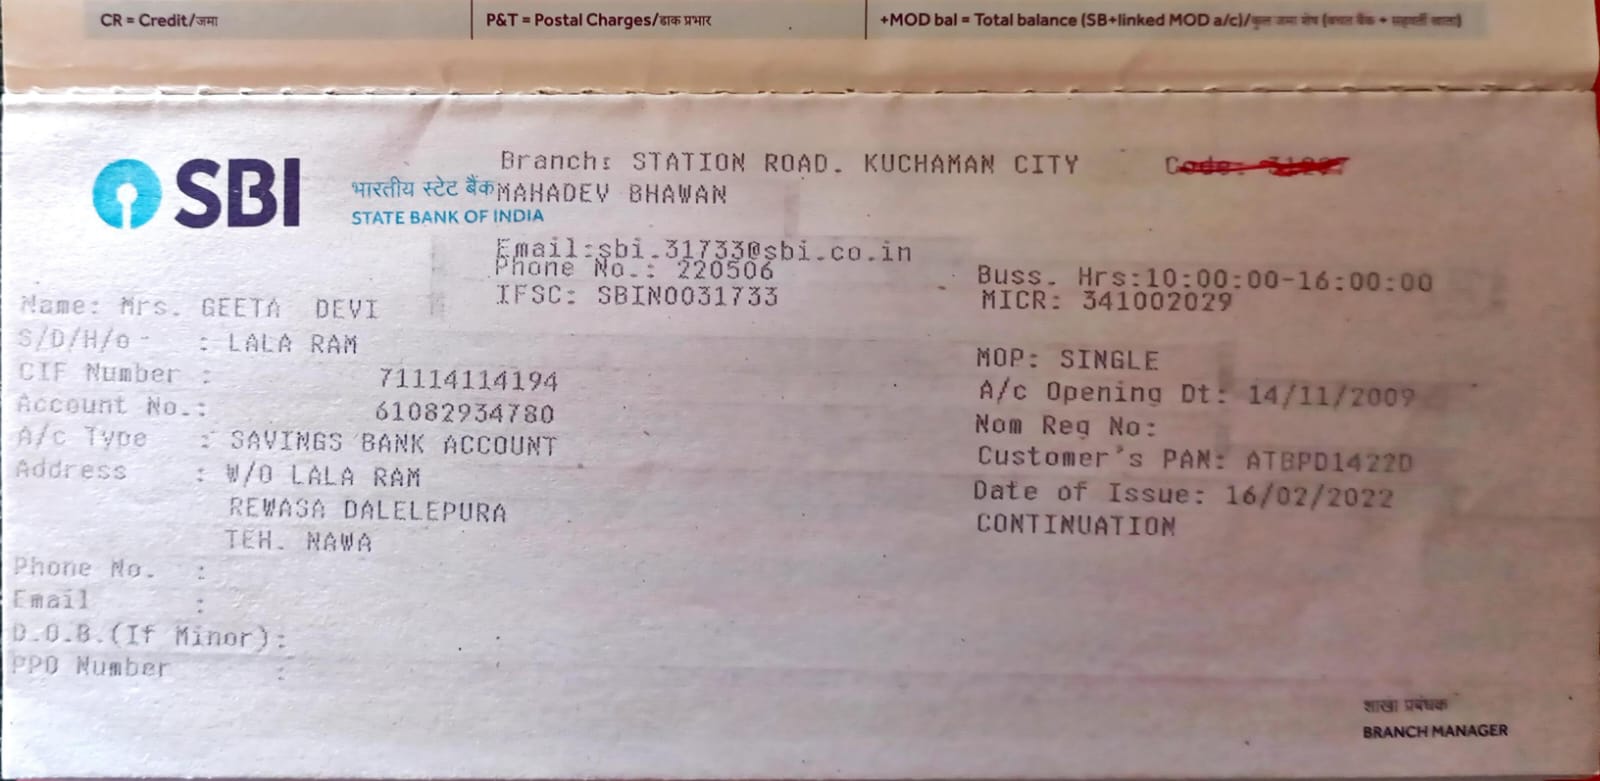 CR = Credit/जमा
P&T = Postal Charges/डाक प्रभार
+MOD bal = Total balance (SB+linked MOD a/c)/कुल जमा शेष (बचत बैंक + सहवर्ती खाता)
SBI
भारतीय स्टेट बैंक
STATE BANK OF INDIA
Branch: STATION ROAD. KUCHAMAN CITY
Code:
MAHADEV BHAWAN
Email:sbi.31733@sbi.co.in
Phone No.: 220506
IFSC: SBIN0031733
Buss. Hrs:10:00:00-16:00:00
MICR: 341002029
Name: Mrs. GEETA DEVI
S/D/H/o - : LALA RAM
CIF Number : 71114114194
Account No.: 61082934780
A/c Type : SAVINGS BANK ACCOUNT
Address : W/O LALA RAM
REWASA DALELEPURA
TEH. NAWA
Phone No. :
Email :
D.O.B.(If Minor):
PPO Number :
MOP: SINGLE
A/c Opening Dt: 14/11/2009
Nom Reg No:
Customer's PAN: ATBPD1422D
Date of Issue: 16/02/2022
CONTINUATION
शाखा प्रबंधक
BRANCH MANAGER